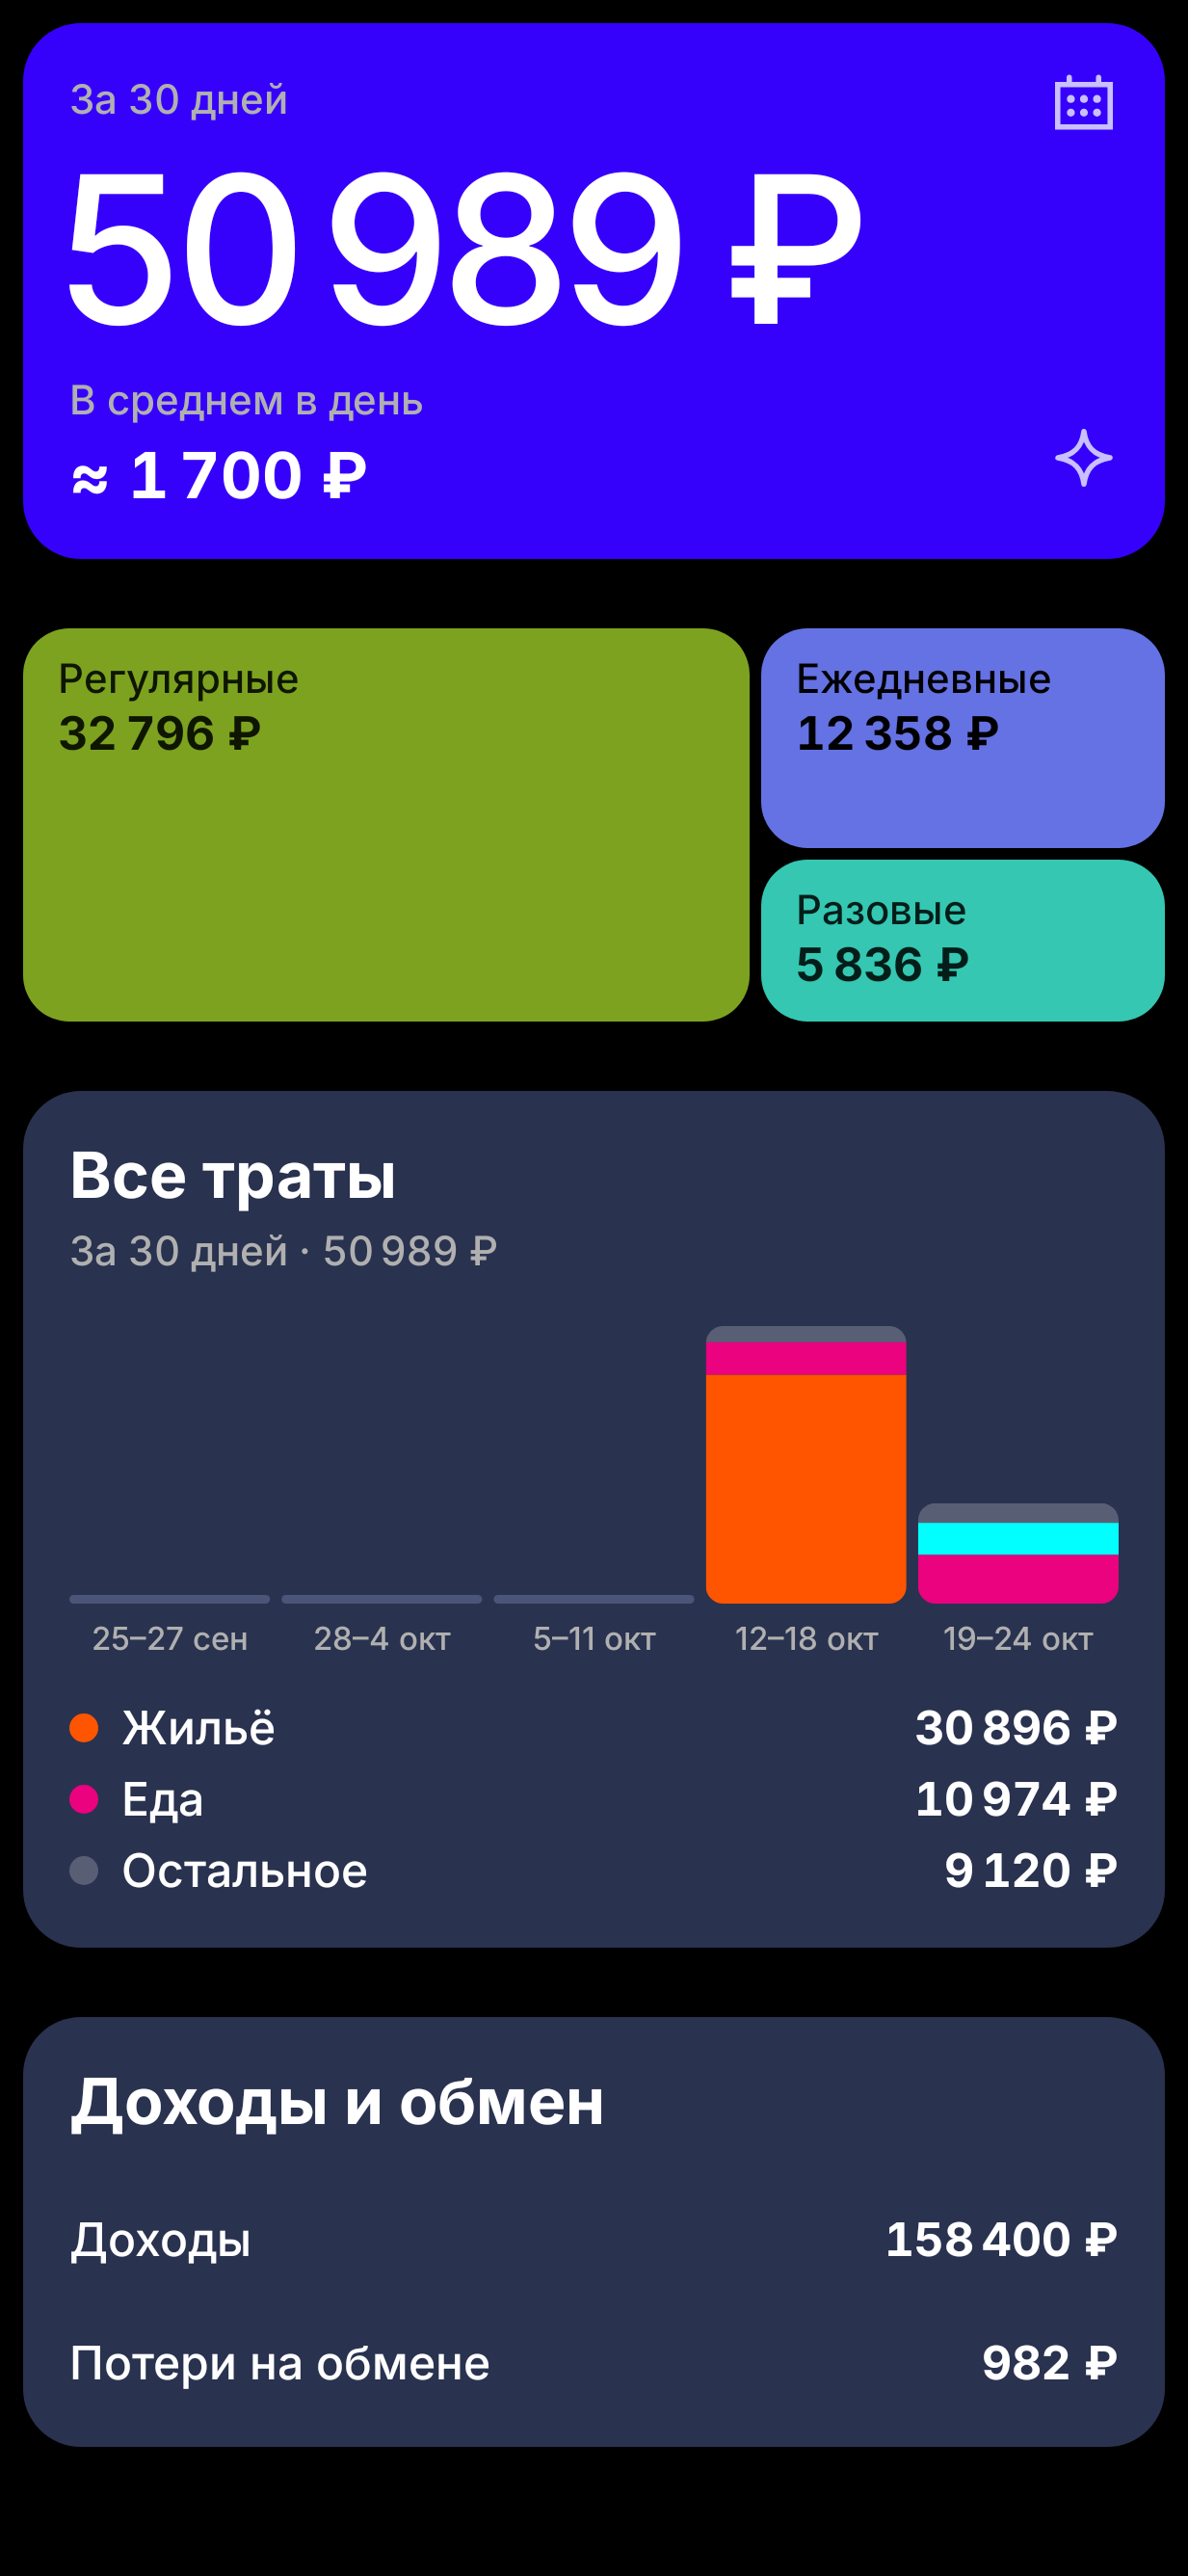 За 30 дней
50 989 ₽
В среднем в день
≈ 1 700 ₽
Регулярные
32 796 ₽
Ежедневные
12 358 ₽
Разовые
5 836 ₽
Все траты
За 30 дней · 50 989 ₽
25–27 сен 28–4 окт 5–11 окт 12–18 окт 19–24 окт
Жильё 30 896 ₽
Еда 10 974 ₽
Остальное 9 120 ₽
Доходы и обмен
Доходы 158 400 ₽
Потери на обмене 982 ₽